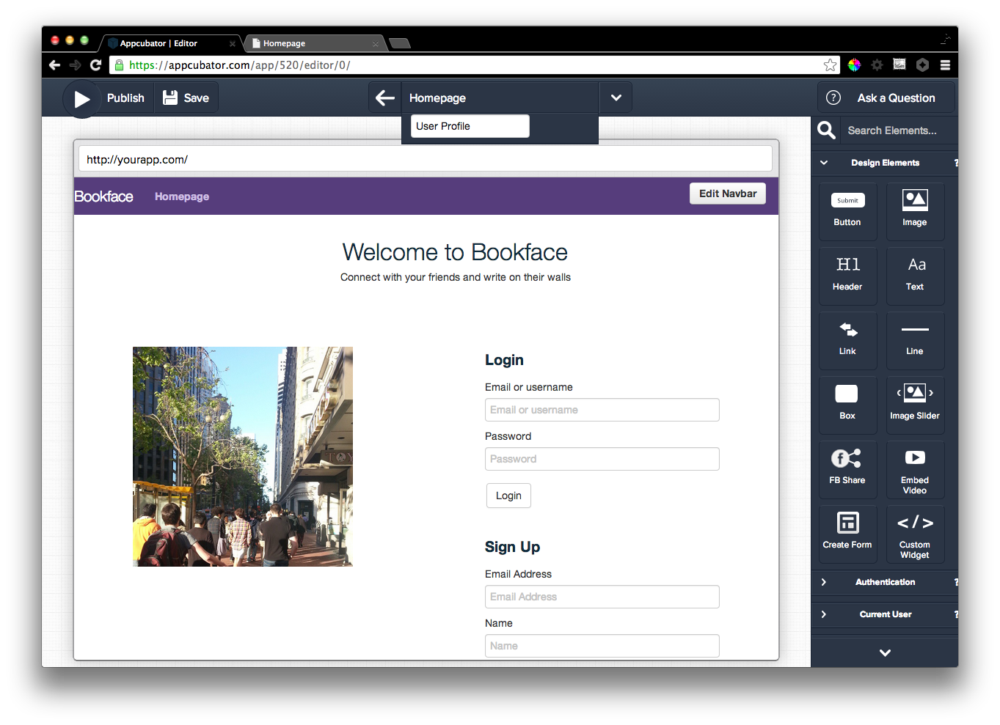 Appcubator | Editor
Homepage
https://appcubator.com/app/520/editor/0/
Publish
Save
Homepage
Ask a Question
User Profile
Search Elements...
http://yourapp.com/
Bookface
Homepage
Edit Navbar
Welcome to Bookface
Connect with your friends and write on their walls
Login
Email or username
Email or username
Password
Password
Login
Sign Up
Email Address
Email Address
Name
Name
Design Elements ?
Submit
Button
Image
H1
Header
Aa
Text
Link
Line
Box
Image Slider
f
FB Share
Embed
Video
Create Form
</>
Custom
Widget
Authentication ?
Current User ?